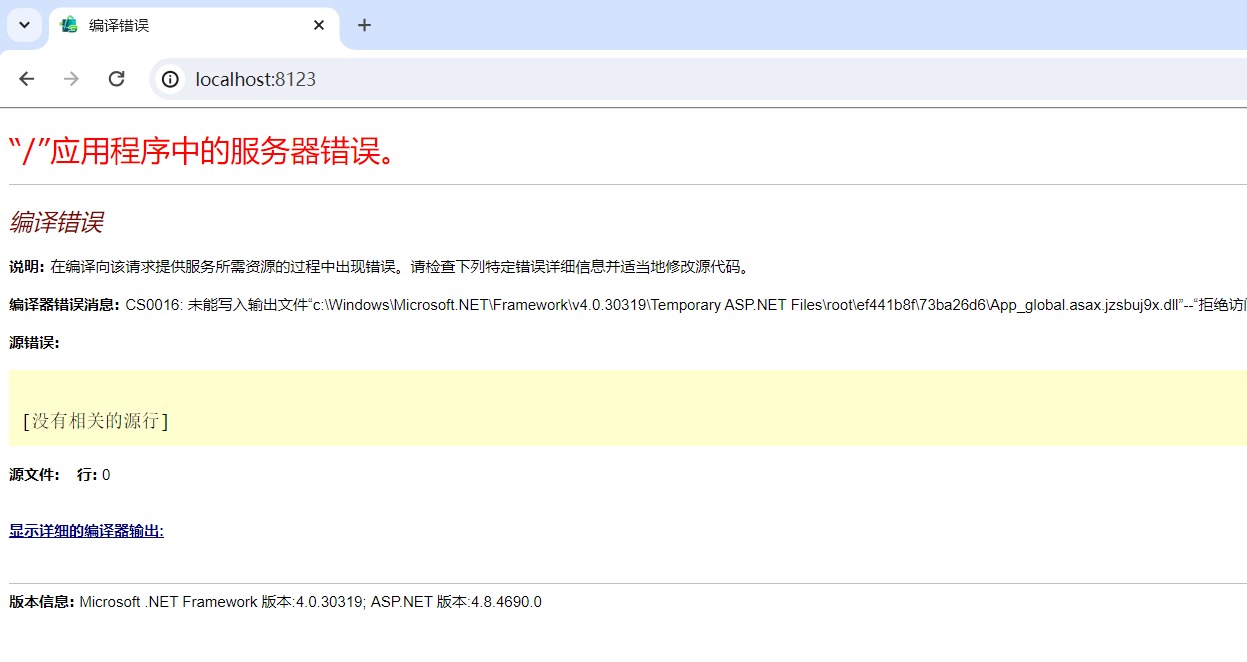 编译错误
localhost:8123
“/”应用程序中的服务器错误。
编译错误
说明: 在编译向该请求提供服务所需资源的过程中出现错误。请检查下列特定错误详细信息并适当地修改源代码。
编译器错误消息: CS0016: 未能写入输出文件“c:\Windows\Microsoft.NET\Framework\v4.0.30319\Temporary ASP.NET Files\root\ef441b8f\73ba26d6\App_global.asax.jzsbuj9x.dll”--“拒绝访
源错误:
[没有相关的源行]
源文件: 行: 0
显示详细的编译器输出:
版本信息: Microsoft .NET Framework 版本:4.0.30319; ASP.NET 版本:4.8.4690.0